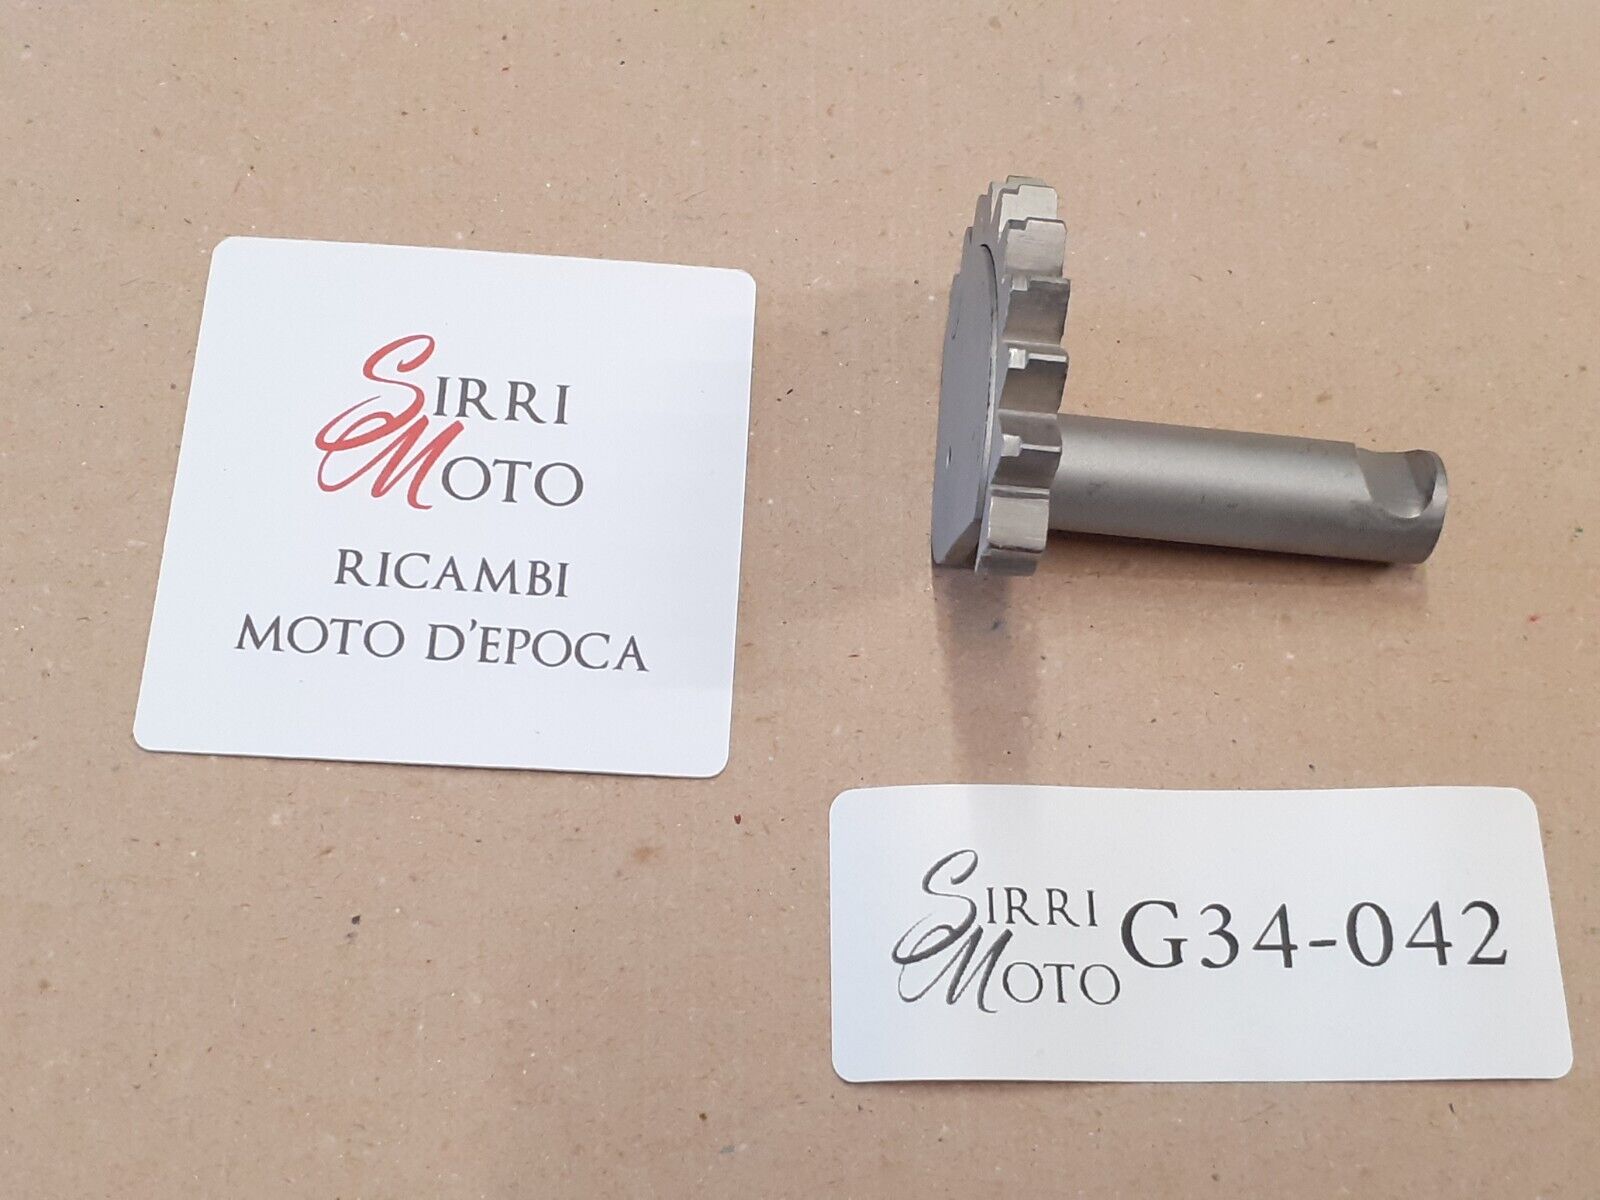 SIRRI
MOTO
RICAMBI
MOTO D'EPOCA
SIRRI
MOTO
G34-042